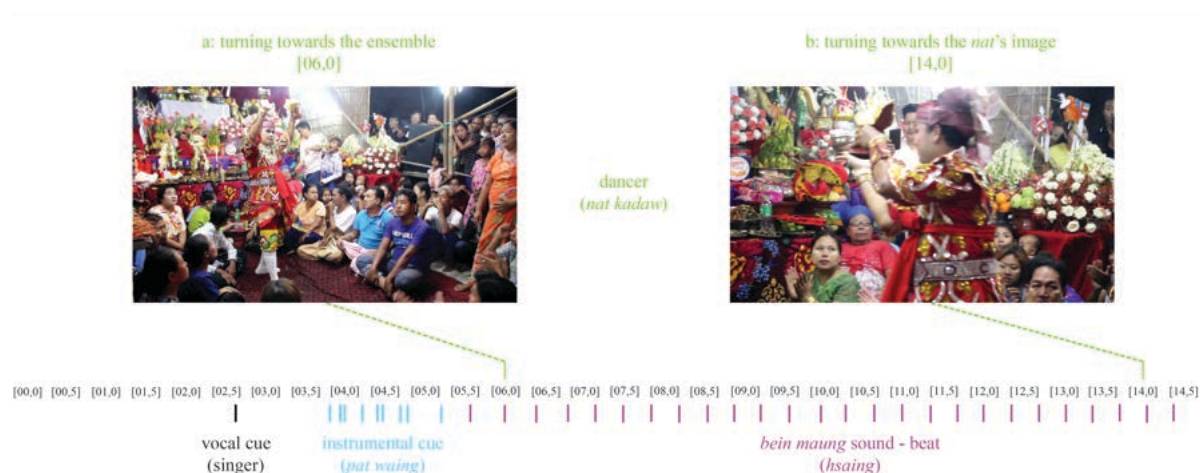 a: turning towards the ensemble
[06,0]
b: turning towards the nat's image
[14,0]
dancer
(nat kadaw)
[00,0] [00,5] [01,0] [01,5] [02,0] [02,5] [03,0] [03,5] [04,0] [04,5] [05,0] [05,5] [06,0] [06,5] [07,0] [07,5] [08,0] [08,5] [09,0] [09,5] [10,0] [10,5] [11,0] [11,5] [12,0] [12,5] [13,0] [13,5] [14,0] [14,5]
vocal cue
(singer)
instrumental cue
(pat waing)
bein maung sound - beat
(hsaing)